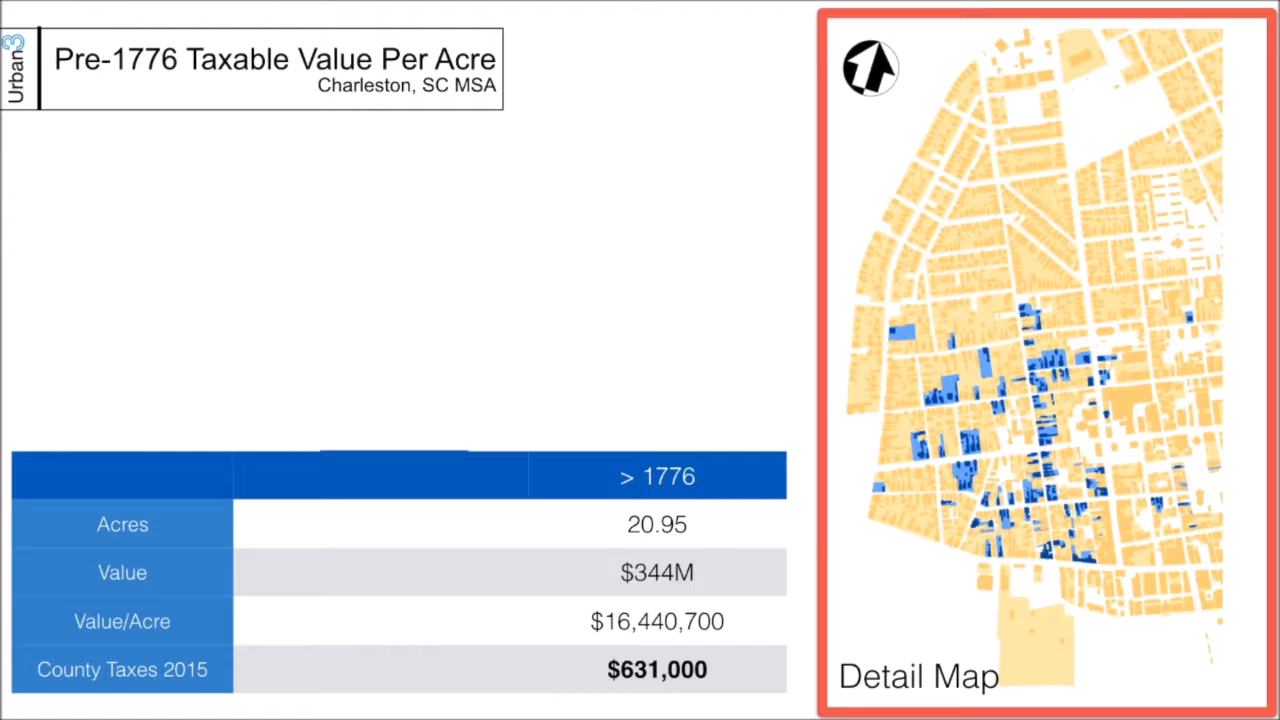 Urban3
Pre-1776 Taxable Value Per Acre
Charleston, SC MSA
> 1776
Acres 20.95
Value $344M
Value/Acre $16,440,700
County Taxes 2015 $631,000
Detail Map